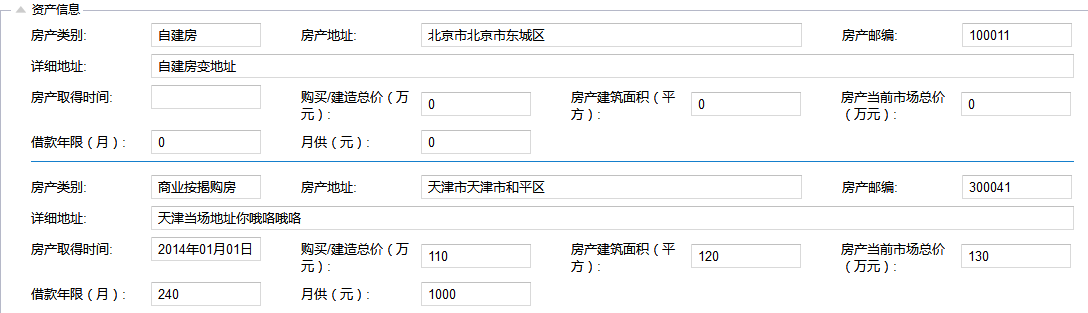 资产信息
房产类别: 自建房 房产地址: 北京市北京市东城区 房产邮编: 100011
详细地址: 自建房变地址
房产取得时间: 购买/建造总价（万元）: 0 房产建筑面积（平方）: 0 房产当前市场总价（万元）: 0
借款年限（月）: 0 月供（元）: 0
房产类别: 商业按揭购房 房产地址: 天津市天津市和平区 房产邮编: 300041
详细地址: 天津当场地址你哦咯哦咯
房产取得时间: 2014年01月01日 购买/建造总价（万元）: 110 房产建筑面积（平方）: 120 房产当前市场总价（万元）: 130
借款年限（月）: 240 月供（元）: 1000